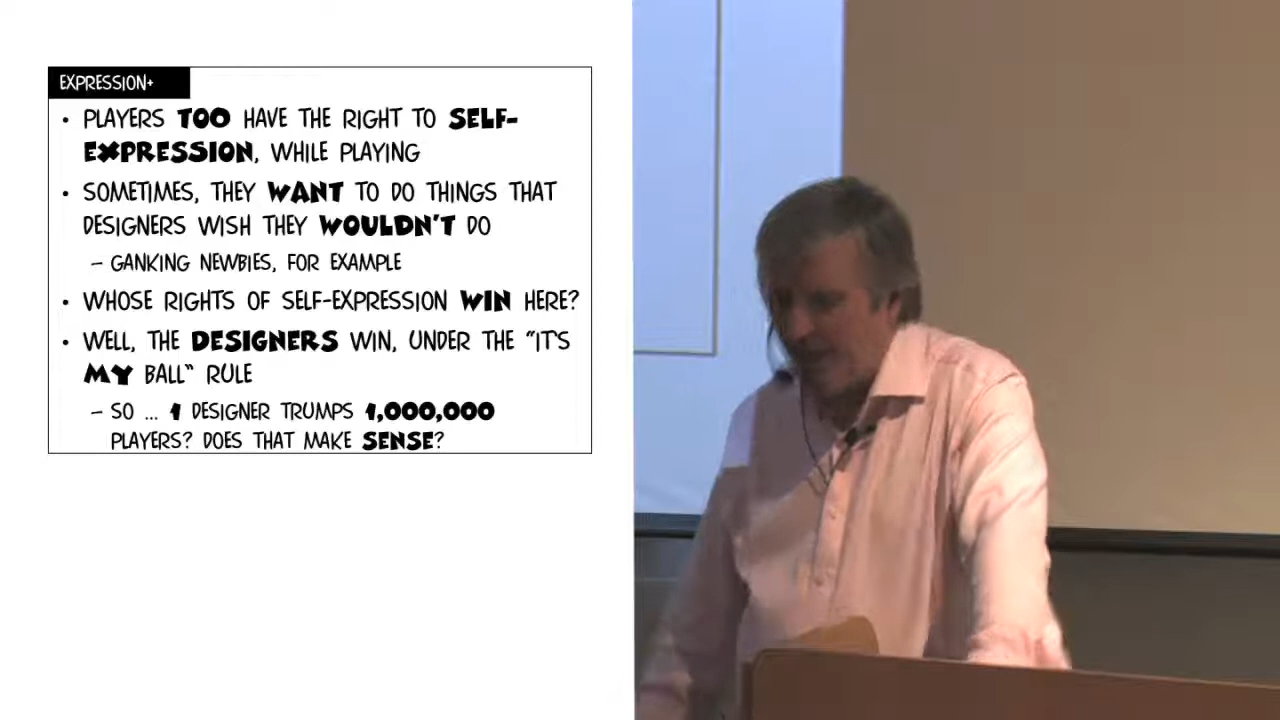 EXPRESSION+
• PLAYERS TOO HAVE THE RIGHT TO SELF-
EXPRESSION, WHILE PLAYING
• SOMETIMES, THEY WANT TO DO THINGS THAT
DESIGNERS WISH THEY WOULDN'T DO
– GANKING NEWBIES, FOR EXAMPLE
• WHOSE RIGHTS OF SELF-EXPRESSION WIN HERE?
• WELL, THE DESIGNERS WIN, UNDER THE "IT'S
MY BALL" RULE
– SO ... 1 DESIGNER TRUMPS 1,000,000
PLAYERS? DOES THAT MAKE SENSE?